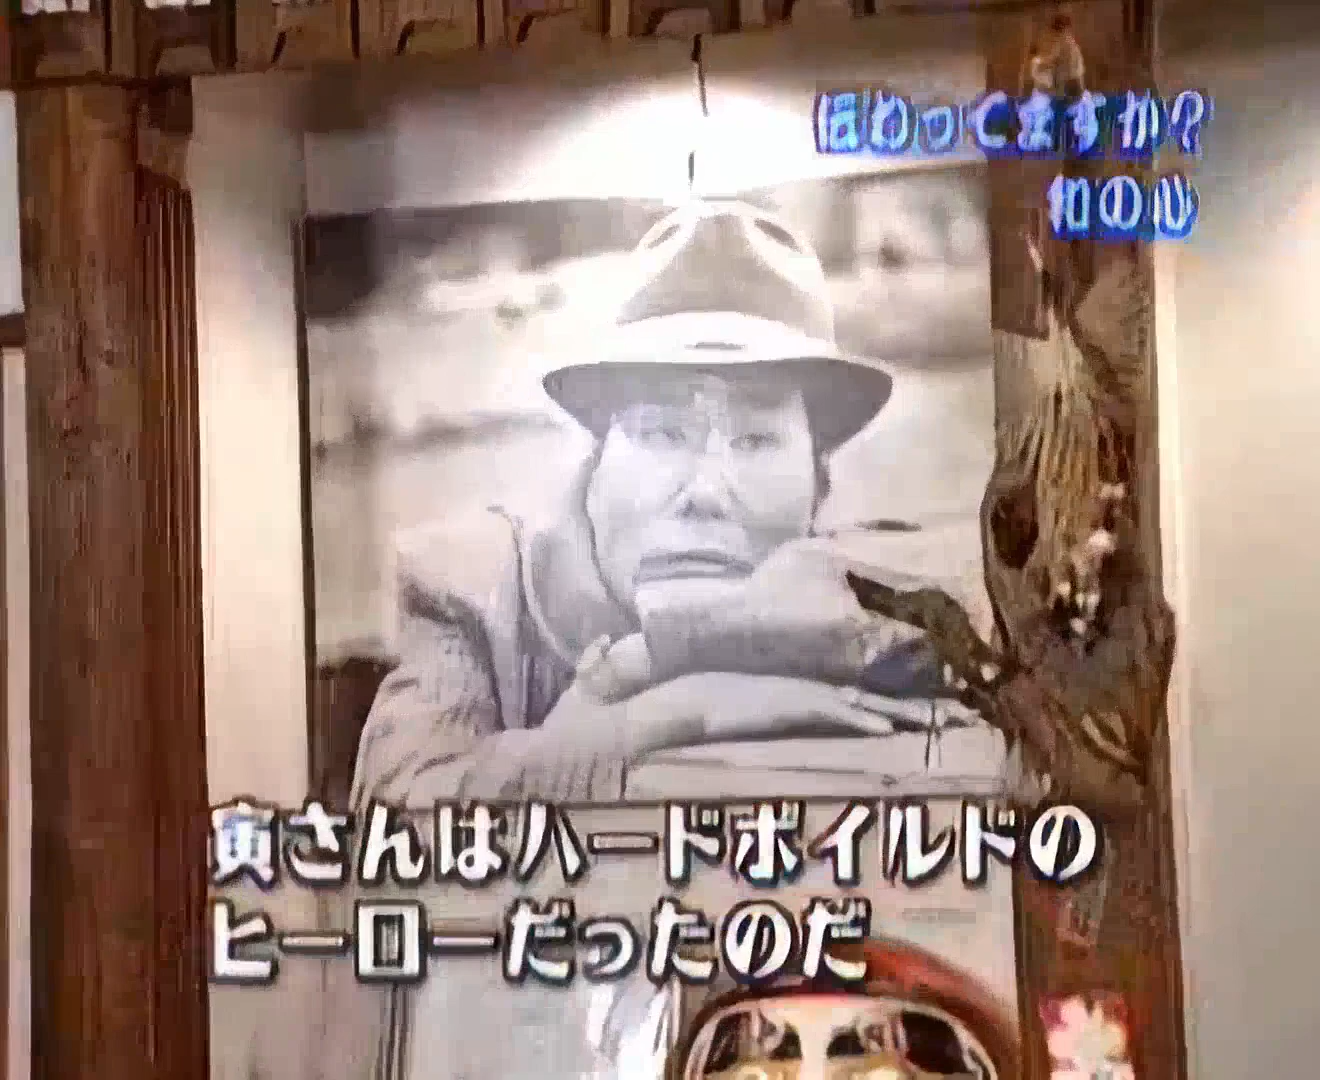 ほわってますか?
和の心
寅さんはハードボイルドの
ヒーローだったのだ